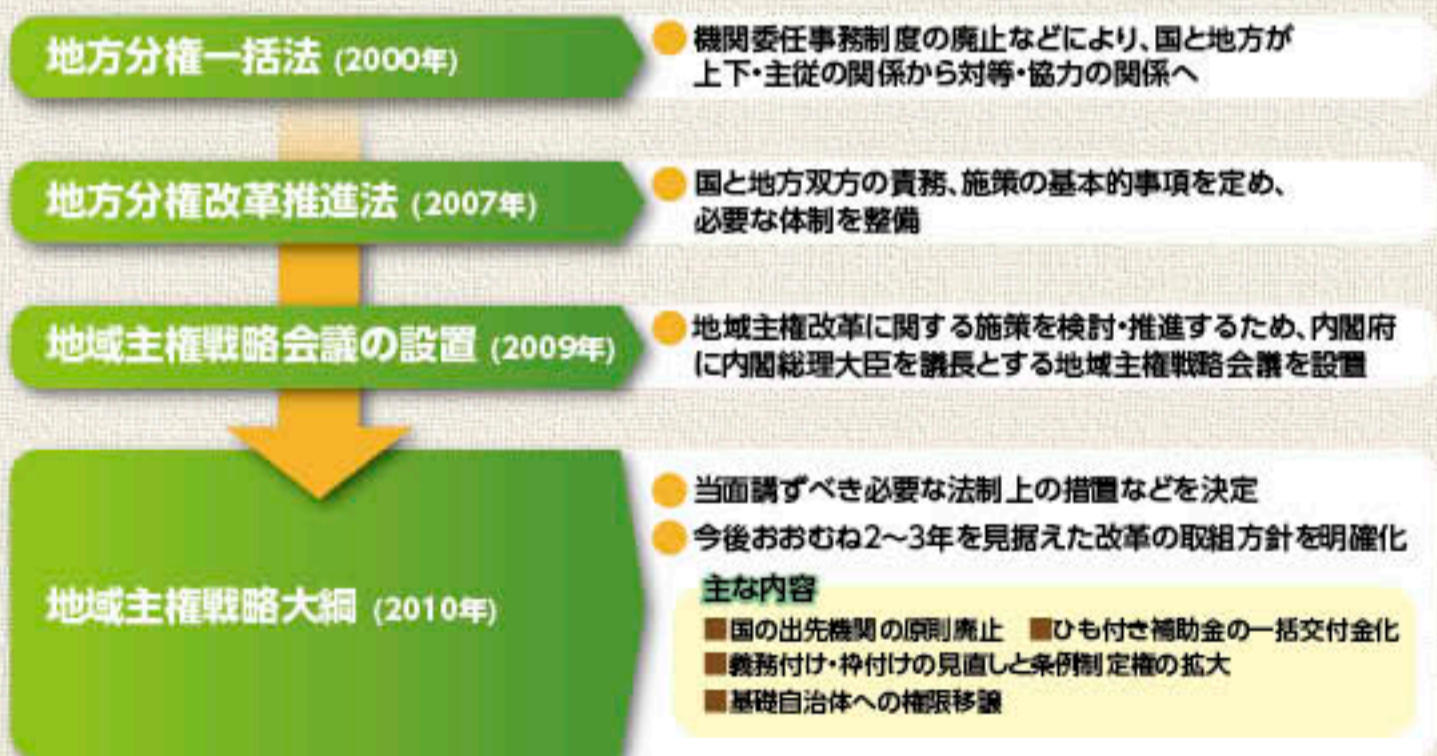 地方分権一括法 (2000年)
●機関委任事務制度の廃止などにより、国と地方が
上下・主従の関係から対等・協力の関係へ
地方分権改革推進法 (2007年)
●国と地方双方の責務、施策の基本的事項を定め、
必要な体制を整備
地域主権戦略会議の設置 (2009年)
●地域主権改革に関する施策を検討・推進するため、内閣府
に内閣総理大臣を議長とする地域主権戦略会議を設置
地域主権戦略大綱 (2010年)
●当面講ずべき必要な法制上の措置などを決定
●今後おおむね2〜3年を見据えた改革の取組方針を明確化
主な内容
■国の出先機関の原則廃止 ■ひも付き補助金の一括交付金化
■義務付け・枠付けの見直しと条例制定権の拡大
■基礎自治体への権限移譲